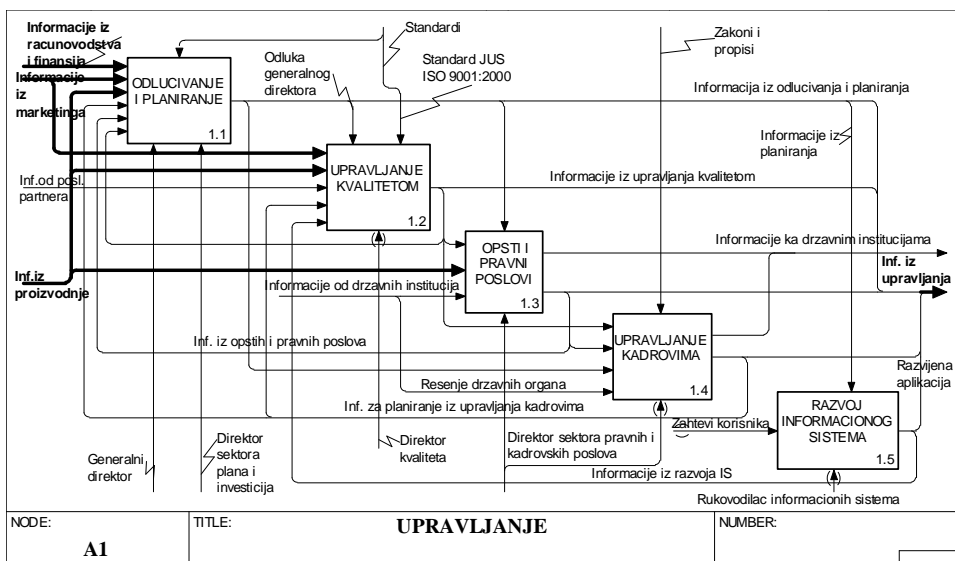 Informacije iz
racunovodstva
i finansija
Informacije
iz
marketinga
Standardi
Odluka
generalnog
direktora
Standard JUS
ISO 9001:2000
Zakoni i
propisi
ODLUCIVANJE
I PLANIRANJE
1.1
Informacija iz odlucivanja i planiranja
Informacije iz
planiranja
Inf.od posl.
partnera
UPRAVLJANJE
KVALITETOM
1.2
Informacije iz upravljanja kvalitetom
OPSTI I
PRAVNI
POSLOVI
1.3
Informacije ka drzavnim institucijama
Inf. iz
upravljanja
Inf.iz
proizvodnje
Informacije od drzavnih institucija
Inf. iz opstih i pravnih poslova
UPRAVLJANJE
KADROVIMA
1.4
Razvijena
aplikacija
Resenje drzavnih organa
Inf. za planiranje iz upravljanja kadrovima
Zahtevi korisnika
RAZVOJ
INFORMACIONOG
SISTEMA
1.5
Generalni
direktor
Direktor
sektora
plana i
investicija
Direktor
kvaliteta
Direktor sektora pravnih i
kadrovskih poslova
Informacije iz razvoja IS
Rukovodilac informacionih sistema
NODE:
A1
TITLE:
UPRAVLJANJE
NUMBER: